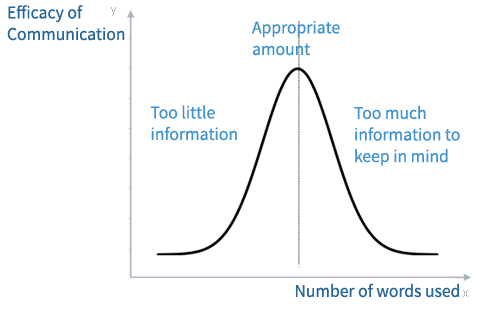 Efficacy of
Communication
y
Appropriate
amount
Too little
information
Too much
information to
keep in mind
Number of words used x